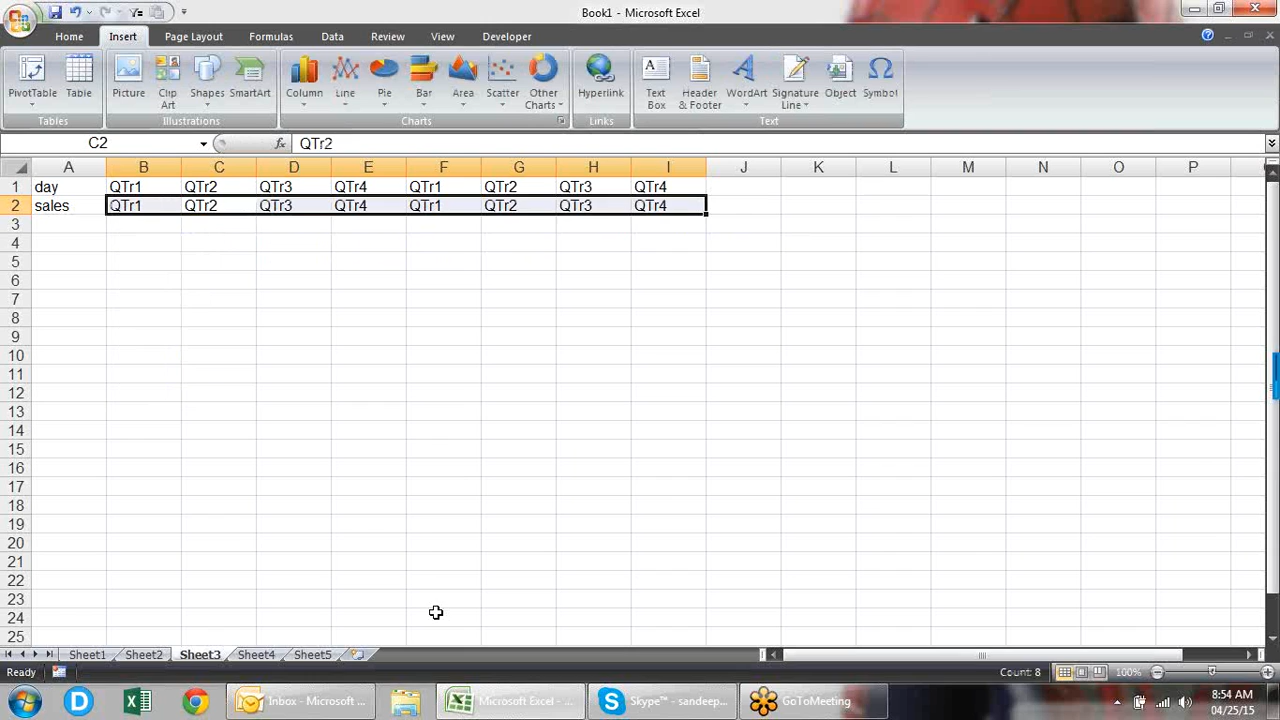 Book1 - Microsoft Excel
Home Insert Page Layout Formulas Data Review View Developer
PivotTable Table Picture Clip Art Shapes SmartArt Column Line Pie Bar Area Scatter Other Charts Hyperlink Text Box Header & Footer WordArt Signature Line Object Symbol
Tables Illustrations Charts Links Text
C2 fx QTr2
A B C D E F G H I J K L M N O P
1 day QTr1 QTr2 QTr3 QTr4 QTr1 QTr2 QTr3 QTr4
2 sales QTr1 QTr2 QTr3 QTr4 QTr1 QTr2 QTr3 QTr4
3
4
5
6
7
8
9
10
11
12
13
14
15
16
17
18
19
20
21
22
23
24
25
Sheet1 Sheet2 Sheet3 Sheet4 Sheet5
Ready Count: 8 100%
Inbox - Microsoft ... Microsoft Excel - ... Skype™ - sandeep... GoToMeeting 8:54 AM
04/25/15